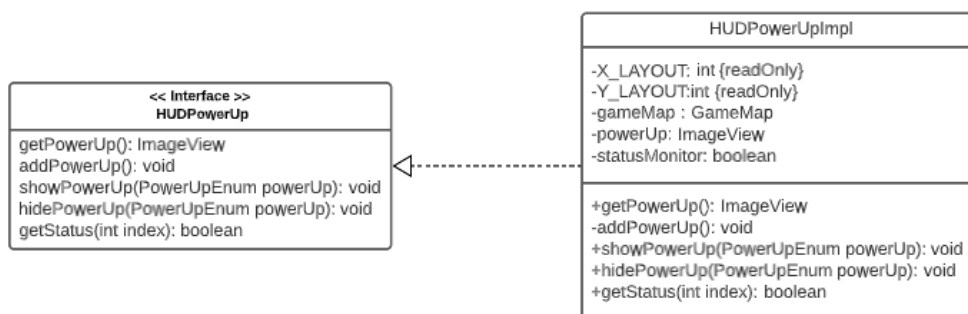 << Interface >>
HUDPowerUp
getPowerUp(): ImageView
addPowerUp(): void
showPowerUp(PowerUpEnum powerUp): void
hidePowerUp(PowerUpEnum powerUp): void
getStatus(int index): boolean
HUDPowerUpImpl
-X_LAYOUT: int {readOnly}
-Y_LAYOUT:int {readOnly}
-gameMap : GameMap
-powerUp: ImageView
-statusMonitor: boolean
+getPowerUp(): ImageView
-addPowerUp(): void
+showPowerUp(PowerUpEnum powerUp): void
+hidePowerUp(PowerUpEnum powerUp): void
+getStatus(int index): boolean